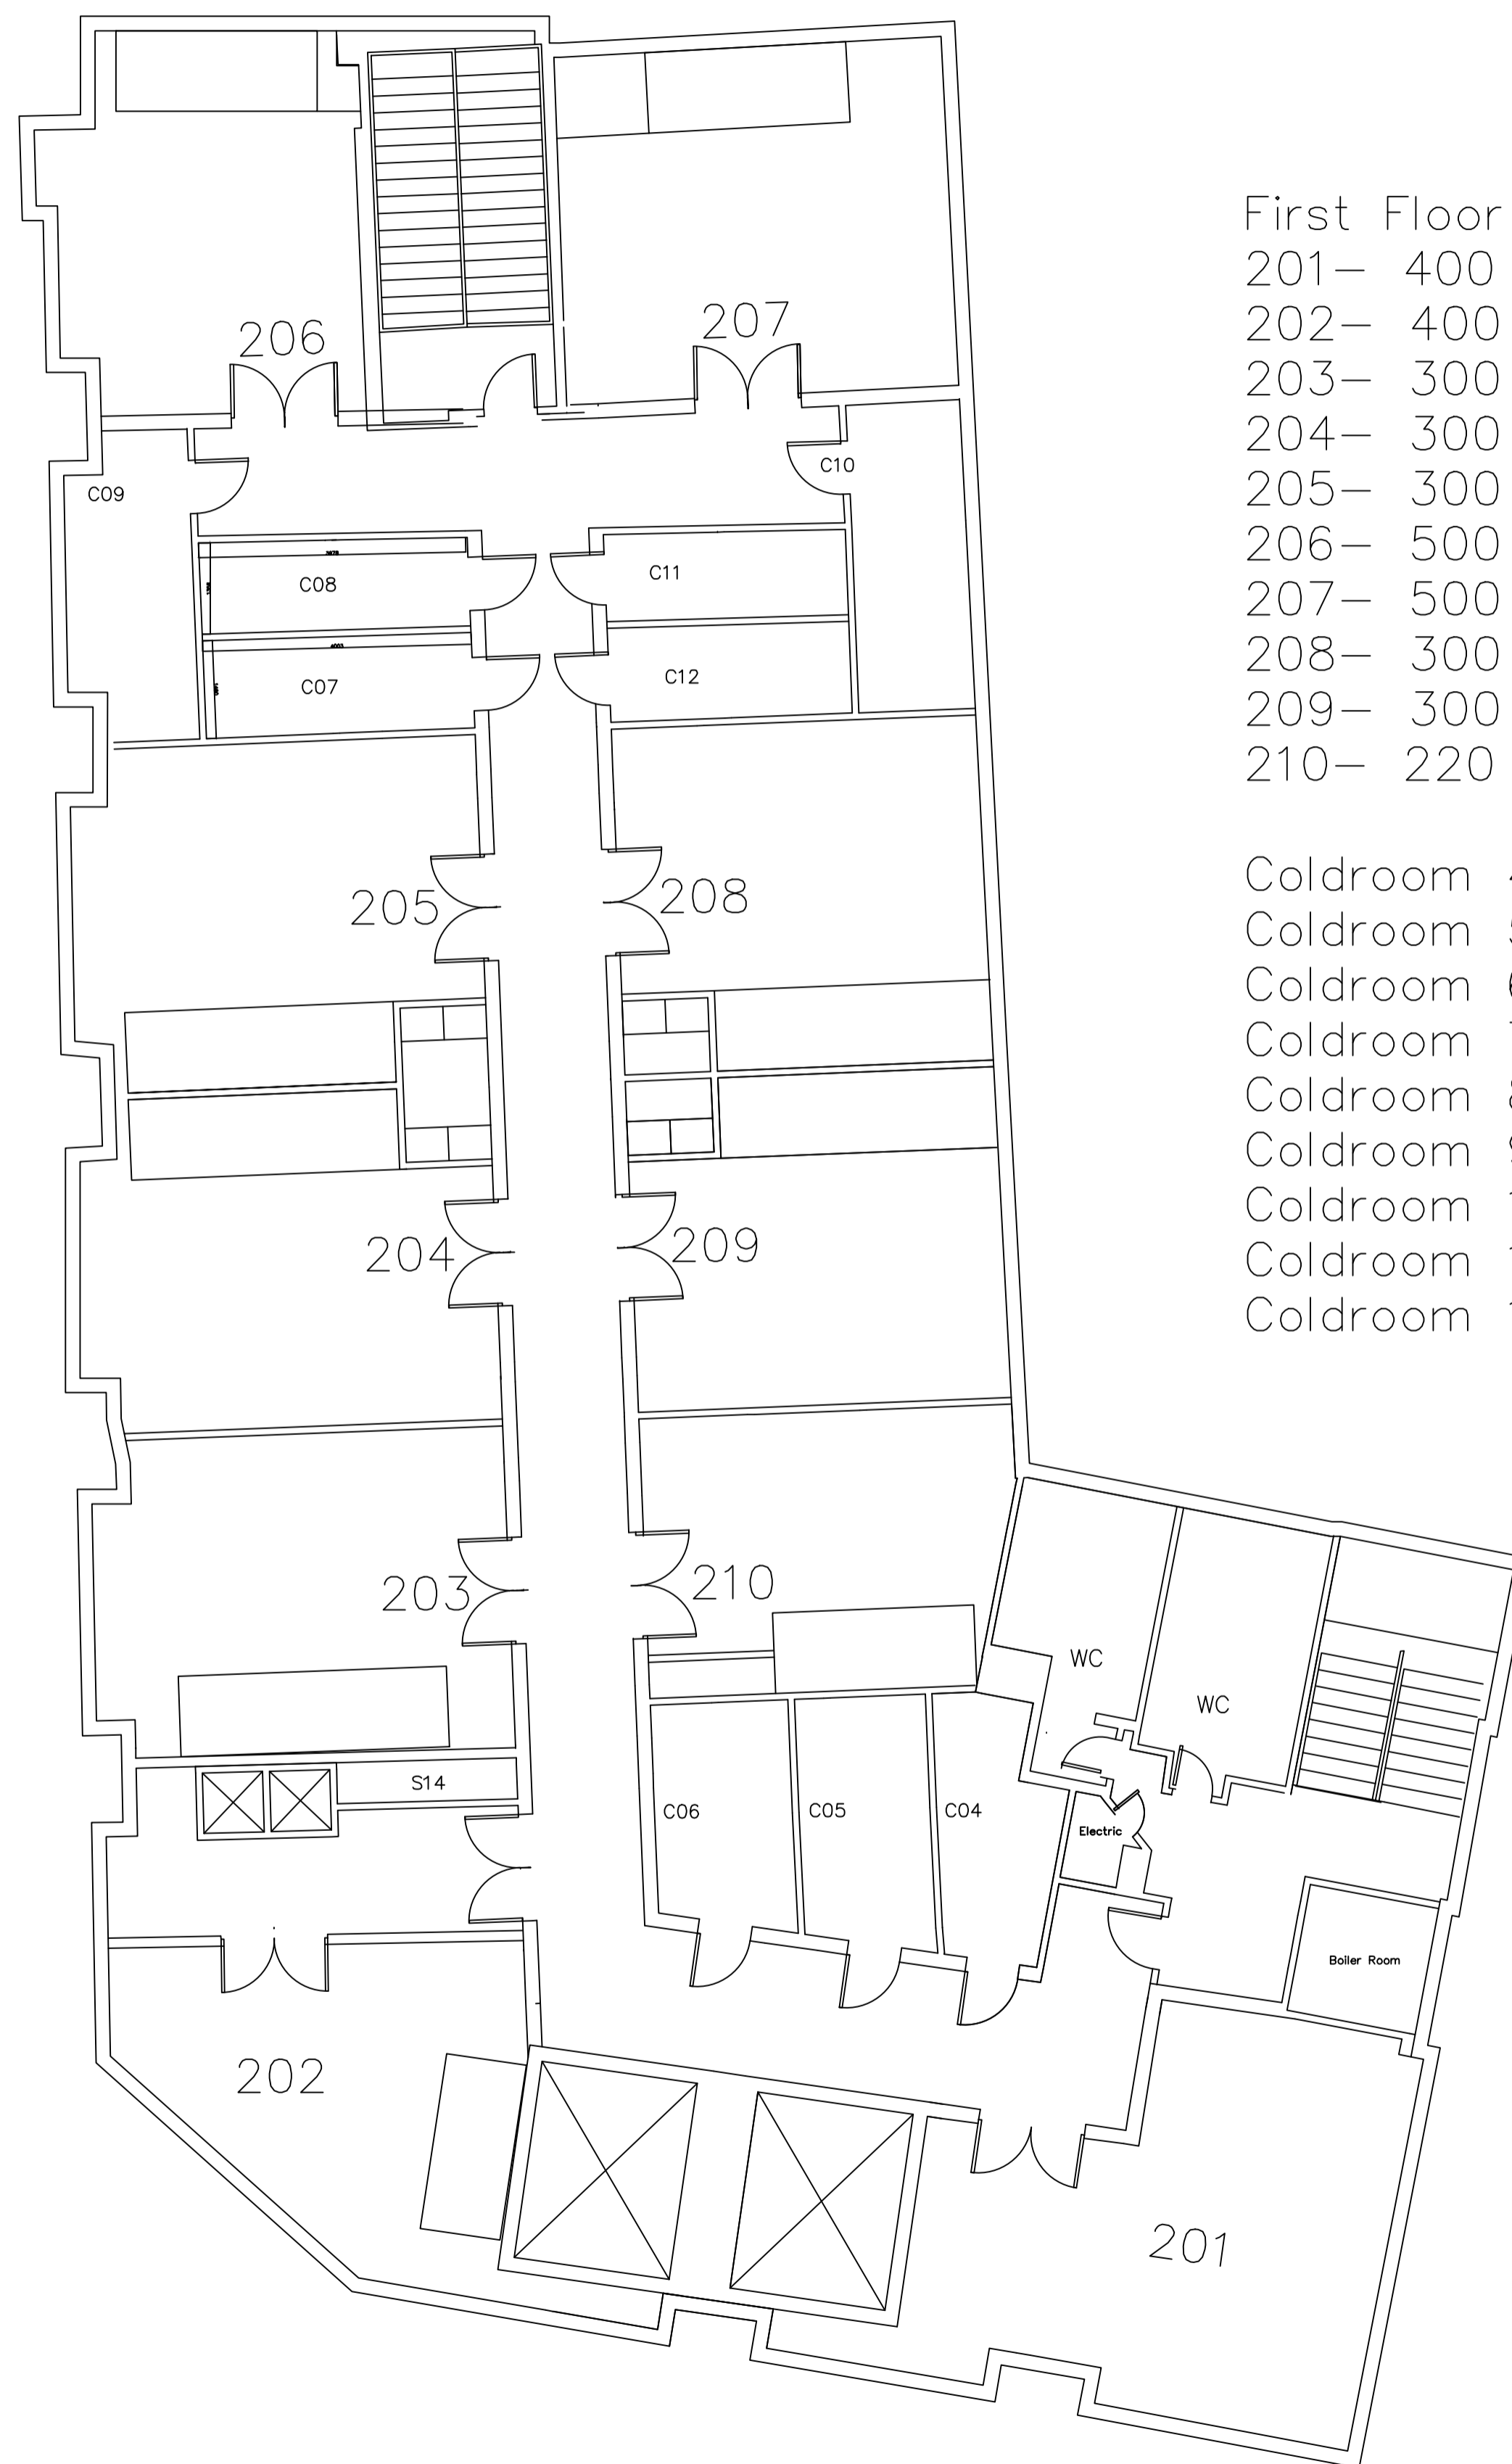 206
207
C09
C10
C08
3978
C11
C07
4003
C12
205
208
204
209
203
210
WC
WC
S14
C06
C05
C04
Electric
Boiler Room
202
201
First Floor
201- 400
202- 400
203- 300
204- 300
205- 300
206- 500
207- 500
208- 300
209- 300
210- 220
Coldroom
Coldroom
Coldroom
Coldroom
Coldroom
Coldroom
Coldroom
Coldroom
Coldroom